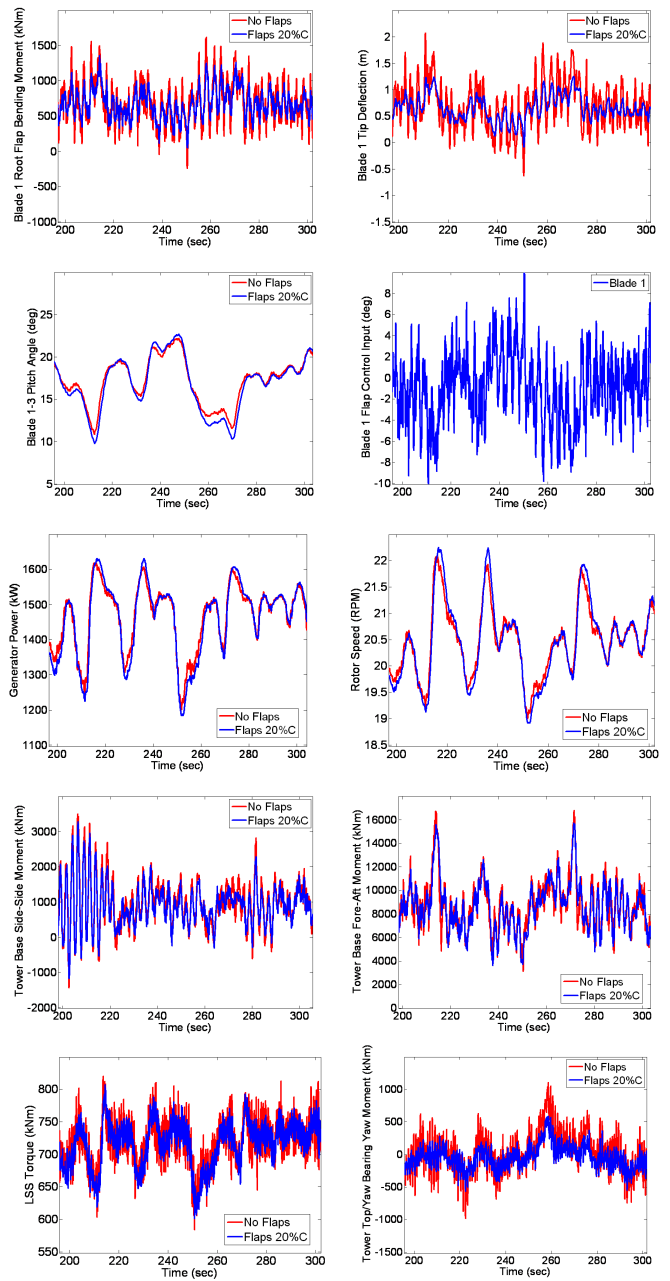 Blade 1 Root Flap Bending Moment (kNm)
1500
1000
500
0
500
-1000
200 220 240 260 280 300
Time (sec)
No Flaps
Flaps 20%C
Blade 1 Tip Deflection (m)
2
1.5
1
0.5
0
-0.5
-1
-1.5
200 220 240 260 280 300
Time (sec)
No Flaps
Flaps 20%C
Blade 1-3 Pitch Angle (deg)
25
20
15
10
5
200 220 240 260 280 300
Time (sec)
No Flaps
Flaps 20%C
Blade 1 Flap Control Input (deg)
8
6
4
2
0
-2
-4
-6
-8
-10
200 220 240 260 280 300
Time (sec)
Blade 1
Generator Power (kW)
1600
1500
1400
1300
1200
1100
200 220 240 260 280 300
Time (sec)
No Flaps
Flaps 20%C
Rotor Speed (RPM)
22
21.5
21
20.5
20
19.5
19
18.5
200 220 240 260 280 300
Time (sec)
No Flaps
Flaps 20%C
Tower Base Side-Side Moment (kNm)
3000
2000
1000
0
-1000
-2000
200 220 240 260 280 300
Time (sec)
No Flaps
Flaps 20%C
Tower Base Fore-Aft Moment (kNm)
16000
14000
12000
10000
8000
6000
4000
2000
0
200 220 240 260 280 300
Time (sec)
No Flaps
Flaps 20%C
LSS Torque (kNm)
800
750
700
650
600
550
200 220 240 260 280 300
Time (sec)
No Flaps
Flaps 20%C
Tower Top/Yaw Bearing Yaw Moment (kNm)
1000
500
0
-500
-1000
-1500
200 220 240 260 280 300
Time (sec)
No Flaps
Flaps 20%C